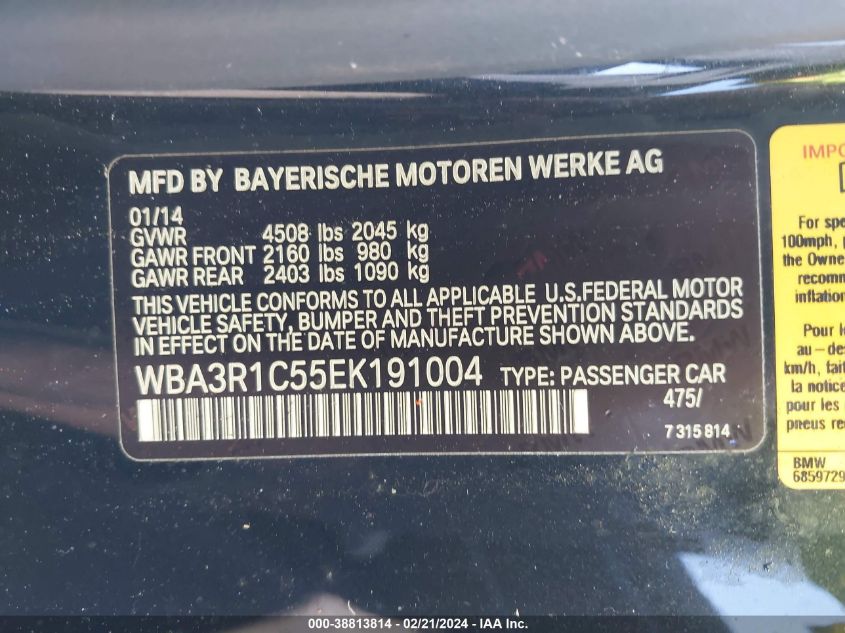 MFD BY BAYERISCHE MOTOREN WERKE AG
01/14
GVWR 4508 lbs 2045 kg
GAWR FRONT 2160 lbs 980 kg
GAWR REAR 2403 lbs 1090 kg
THIS VEHICLE CONFORMS TO ALL APPLICABLE U.S.FEDERAL MOTOR
VEHICLE SAFETY, BUMPER AND THEFT PREVENTION STANDARDS
IN EFFECT ON THE DATE OF MANUFACTURE SHOWN ABOVE.
WBA3R1C55EK191004 TYPE: PASSENGER CAR
475/
7 315 814
IMPO
For spe
100mph,
the Owne
recomm
inflation
Pour l
au-des
km/h, fait
la notice
pour les
pneus re
BMW
6859729
000-38813814 - 02/21/2024 - IAA Inc.